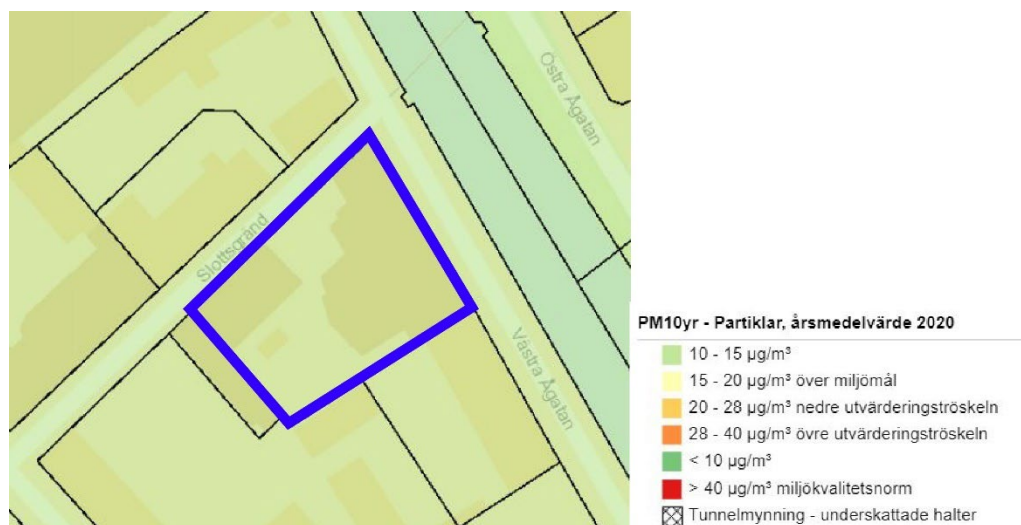 Östra Ågatan
Slottsgränd
Västra Ågatan
PM10yr - Partiklar, årsmedelvärde 2020
10 - 15 µg/m³
15 - 20 µg/m³ över miljömål
20 - 28 µg/m³ nedre utvärderingströskeln
28 - 40 µg/m³ övre utvärderingströskeln
< 10 µg/m³
> 40 µg/m³ miljökvalitetsnorm
Tunnelmynning - underskattade halter